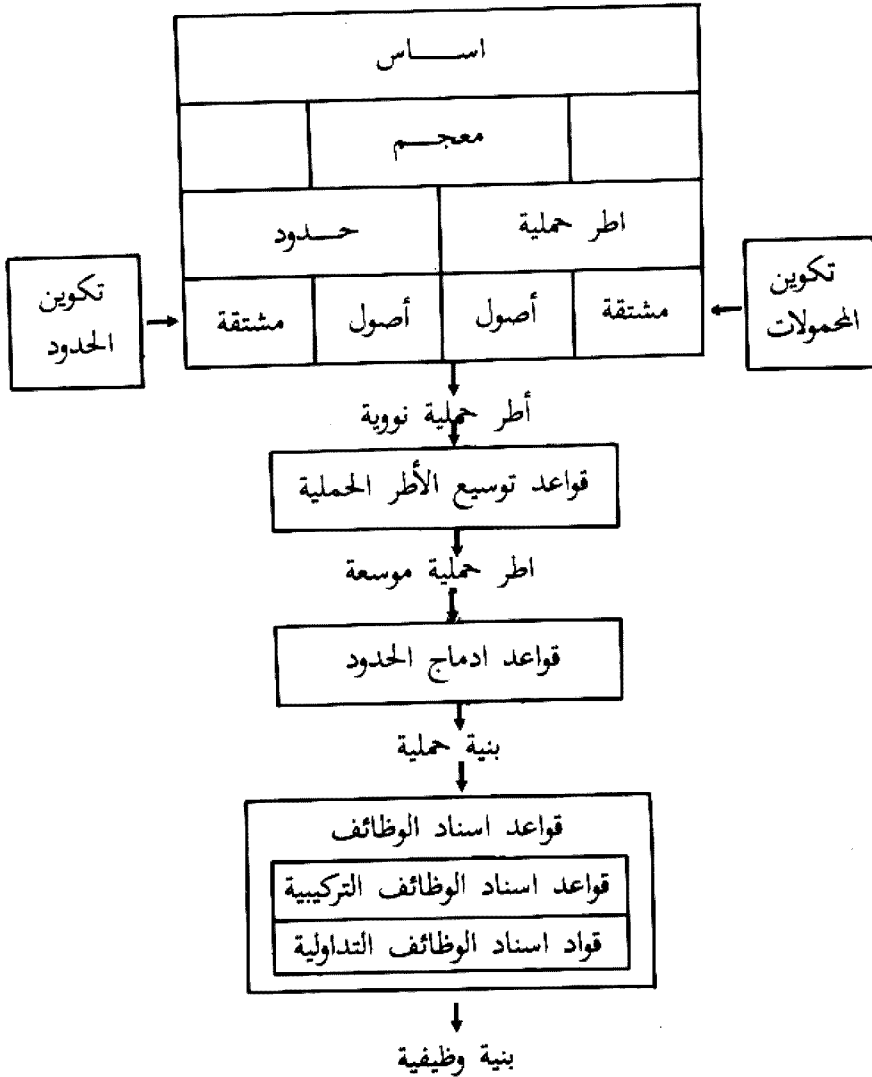 اســـاس
معجـــم
اطر حملية
حـــدود
تكوين
المحمولات
مشتقة
أصول
أصول
مشتقة
تكوين
الحدود
أطر حملية نووية
قواعد توسيع الأطر الحملية
اطر حملية موسعة
قواعد ادماج الحدود
بنية حملية
قواعد اسناد الوظائف
قواعد اسناد الوظائف التركيبية
قواد اسناد الوظائف التداولية
بنية وظيفية